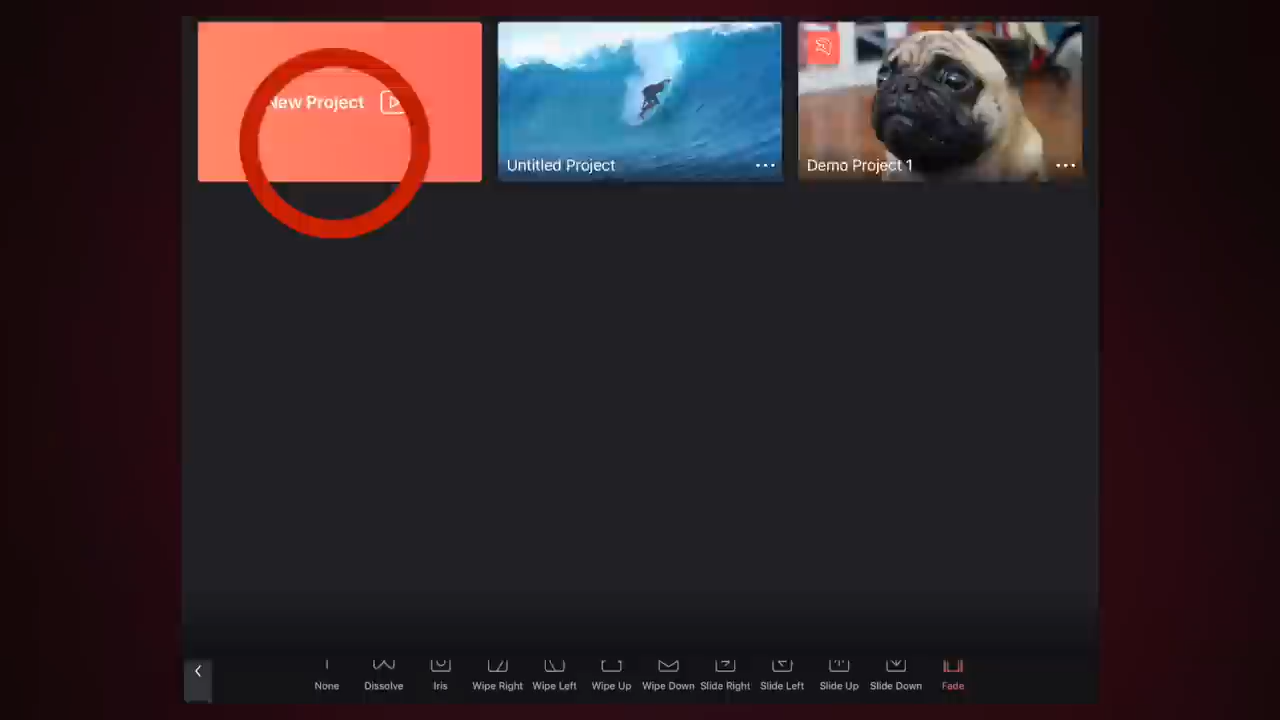 New Project
Untitled Project
Demo Project 1
None Dissolve Iris Wipe Right Wipe Left Wipe Up Wipe Down Slide Right Slide Left Slide Up Slide Down Fade